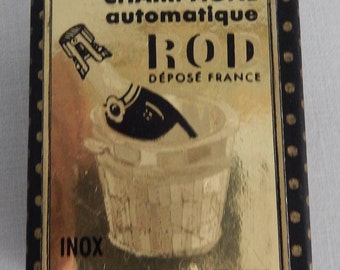 automatique
ROD
DÉPOSÉ FRANCE
INOX